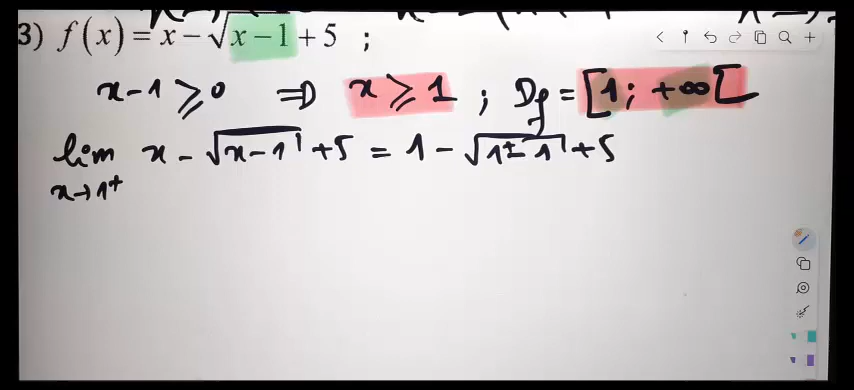 3) f(x) = x − √(x−1) + 5 ;
x − 1 ⩾ 0 ⇒ x ⩾ 1 ; Df = [1; +∞[
lim x − √(x−1) + 5 = 1 − √(1⁺ − 1) + 5
x→1⁺